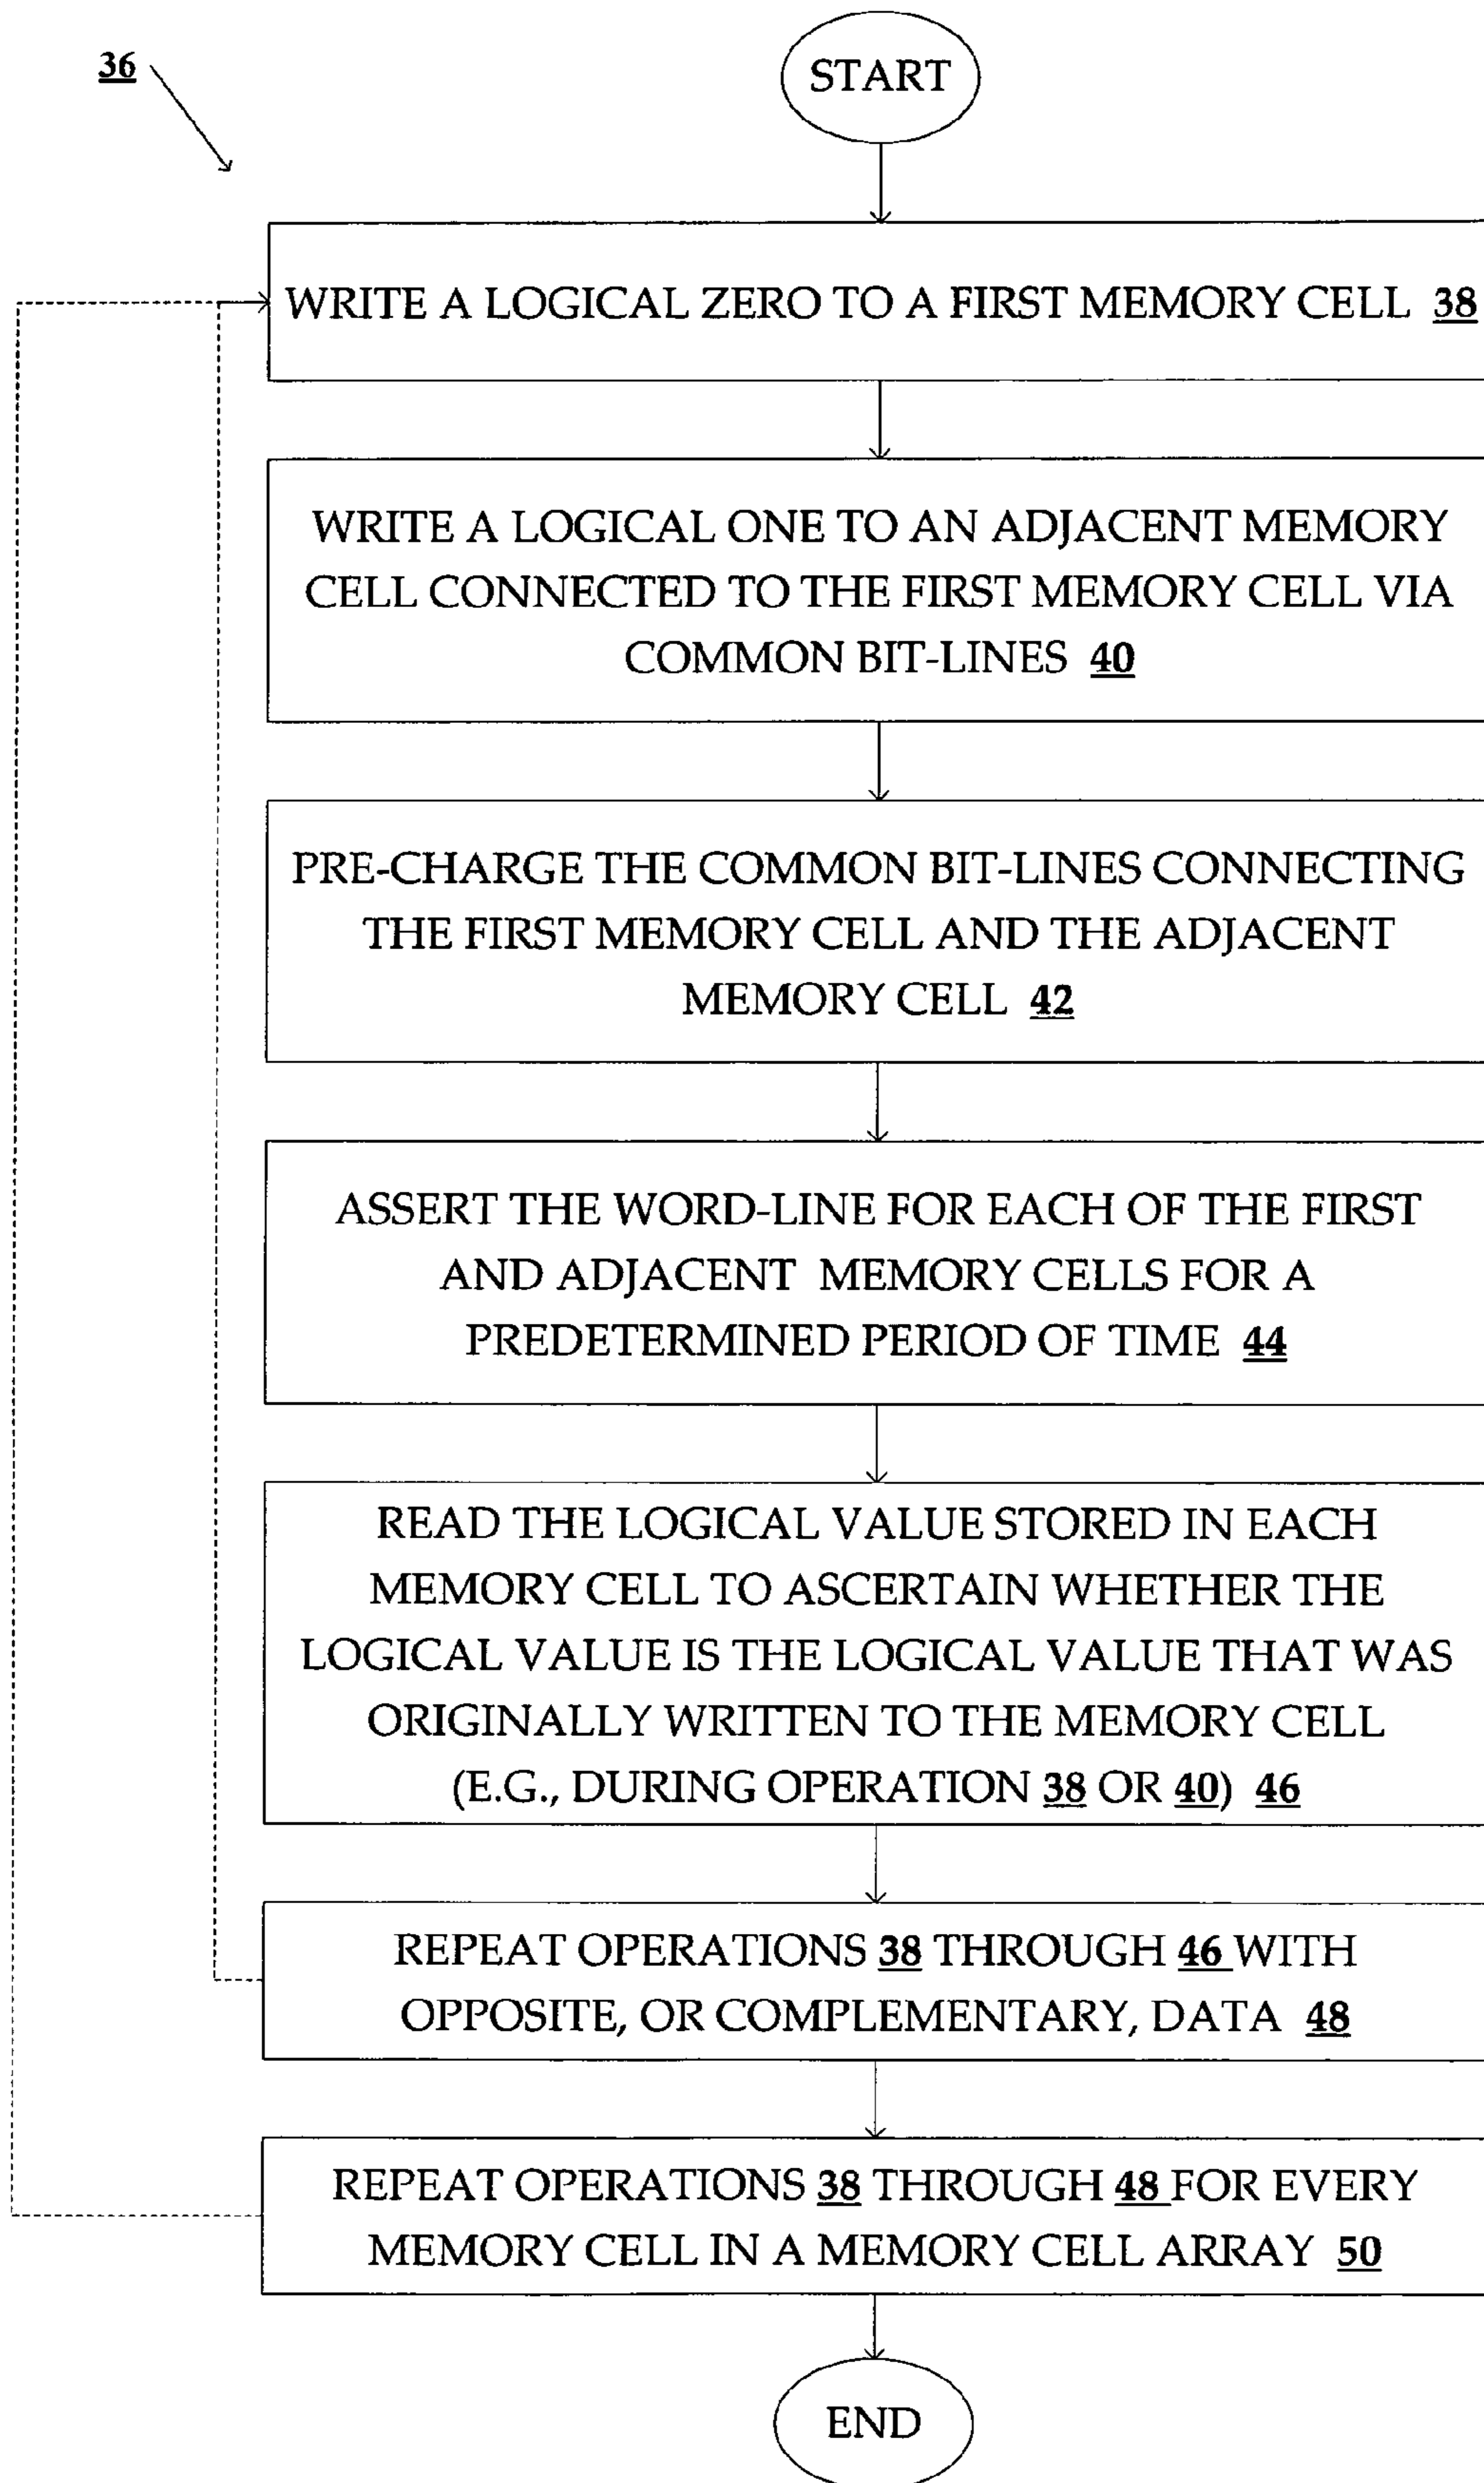 36
START
WRITE A LOGICAL ZERO TO A FIRST MEMORY CELL 38
WRITE A LOGICAL ONE TO AN ADJACENT MEMORY
CELL CONNECTED TO THE FIRST MEMORY CELL VIA
COMMON BIT-LINES 40
PRE-CHARGE THE COMMON BIT-LINES CONNECTING
THE FIRST MEMORY CELL AND THE ADJACENT
MEMORY CELL 42
ASSERT THE WORD-LINE FOR EACH OF THE FIRST
AND ADJACENT MEMORY CELLS FOR A
PREDETERMINED PERIOD OF TIME 44
READ THE LOGICAL VALUE STORED IN EACH
MEMORY CELL TO ASCERTAIN WHETHER THE
LOGICAL VALUE IS THE LOGICAL VALUE THAT WAS
ORIGINALLY WRITTEN TO THE MEMORY CELL
(E.G., DURING OPERATION 38 OR 40) 46
REPEAT OPERATIONS 38 THROUGH 46 WITH
OPPOSITE, OR COMPLEMENTARY, DATA 48
REPEAT OPERATIONS 38 THROUGH 48 FOR EVERY
MEMORY CELL IN A MEMORY CELL ARRAY 50
END